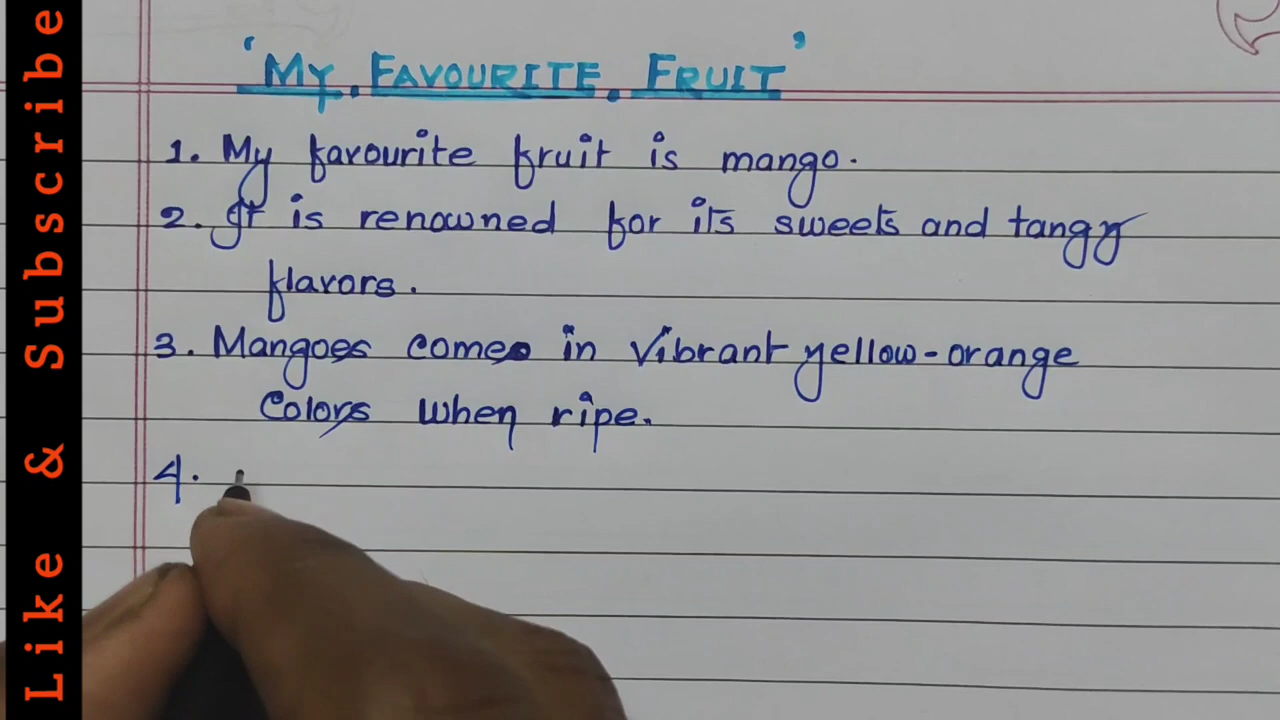 Like & Subscribe
'MY FAVOURITE FRUIT'
1. My favourite fruit is mango.
2. It is renowned for its sweets and tangy
flavors.
3. Mangoes come in vibrant yellow-orange
colors when ripe.
4.